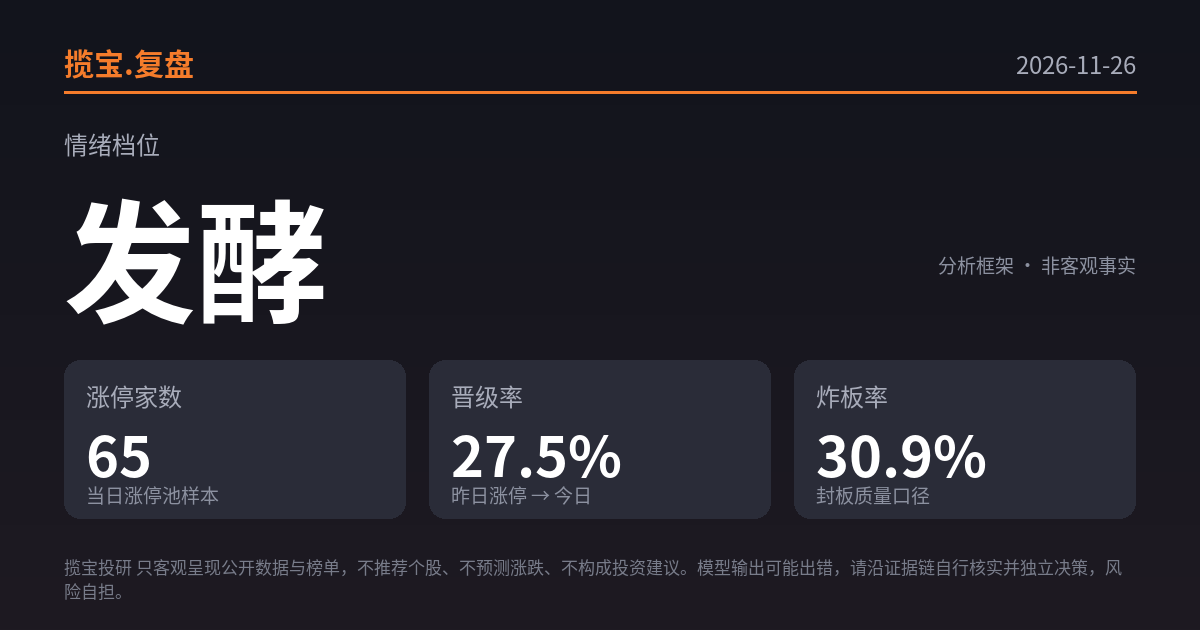 揽宝.复盘
2026-11-26
情绪档位
发酵
分析框架 · 非客观事实
涨停家数
65
当日涨停池样本
晋级率
27.5%
昨日涨停 → 今日
炸板率
30.9%
封板质量口径
揽宝投研 只客观呈现公开数据与榜单，不推荐个股、不预测涨跌、不构成投资建议。模型输出可能出错，请沿证据链自行核实并独立决策，风
险自担。